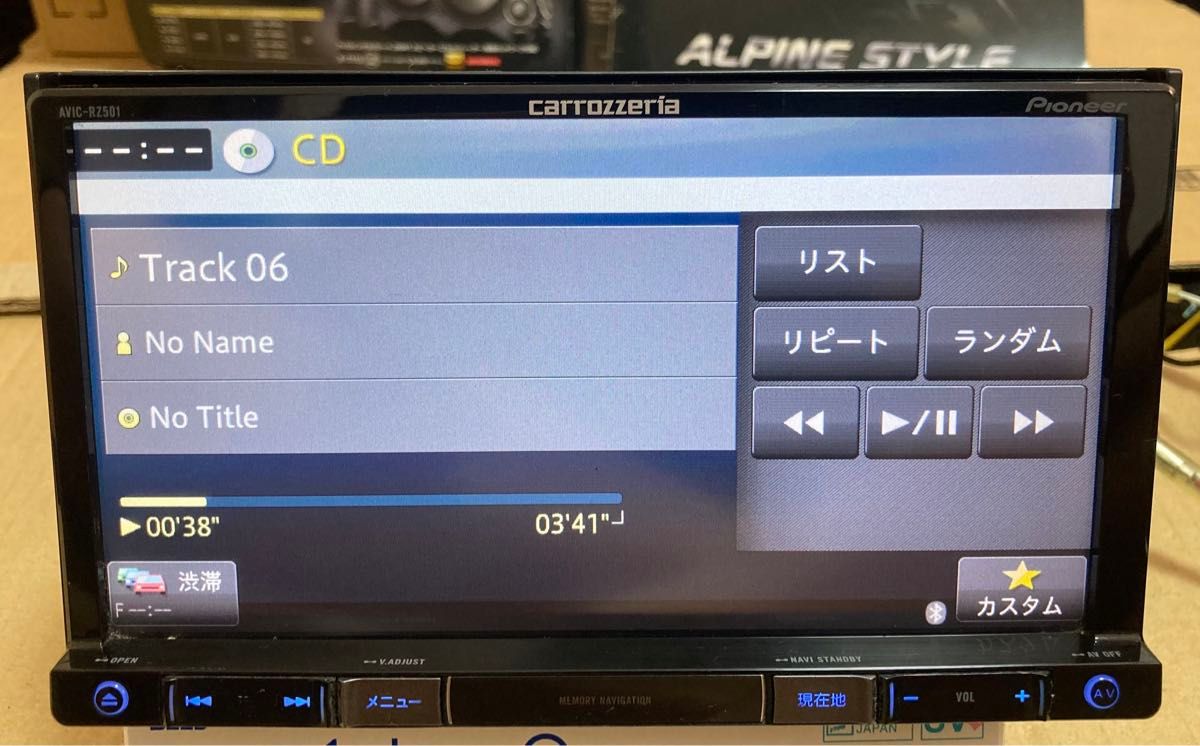 ALPINE STYLE
AVIC-RZ501
carrozzeria
Pioneer
--:--
CD
Track 06
リスト
No Name
リピート
ランダム
No Title
00'38"
03'41"
渋滞
F --:--
カスタム
OPEN
V.ADJUST
NAVI STANDBY
AV OFF
メニュー
MEMORY NAVIGATION
現在地
VOL
AV
JAPAN